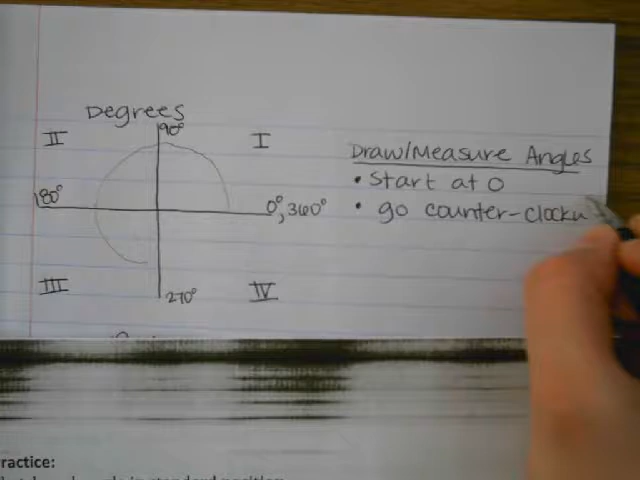 Degrees
90°
II
I
180°
0°, 360°
III
270°
IV
Draw/Measure Angles
• Start at 0
• go counter-clockw
ractice: